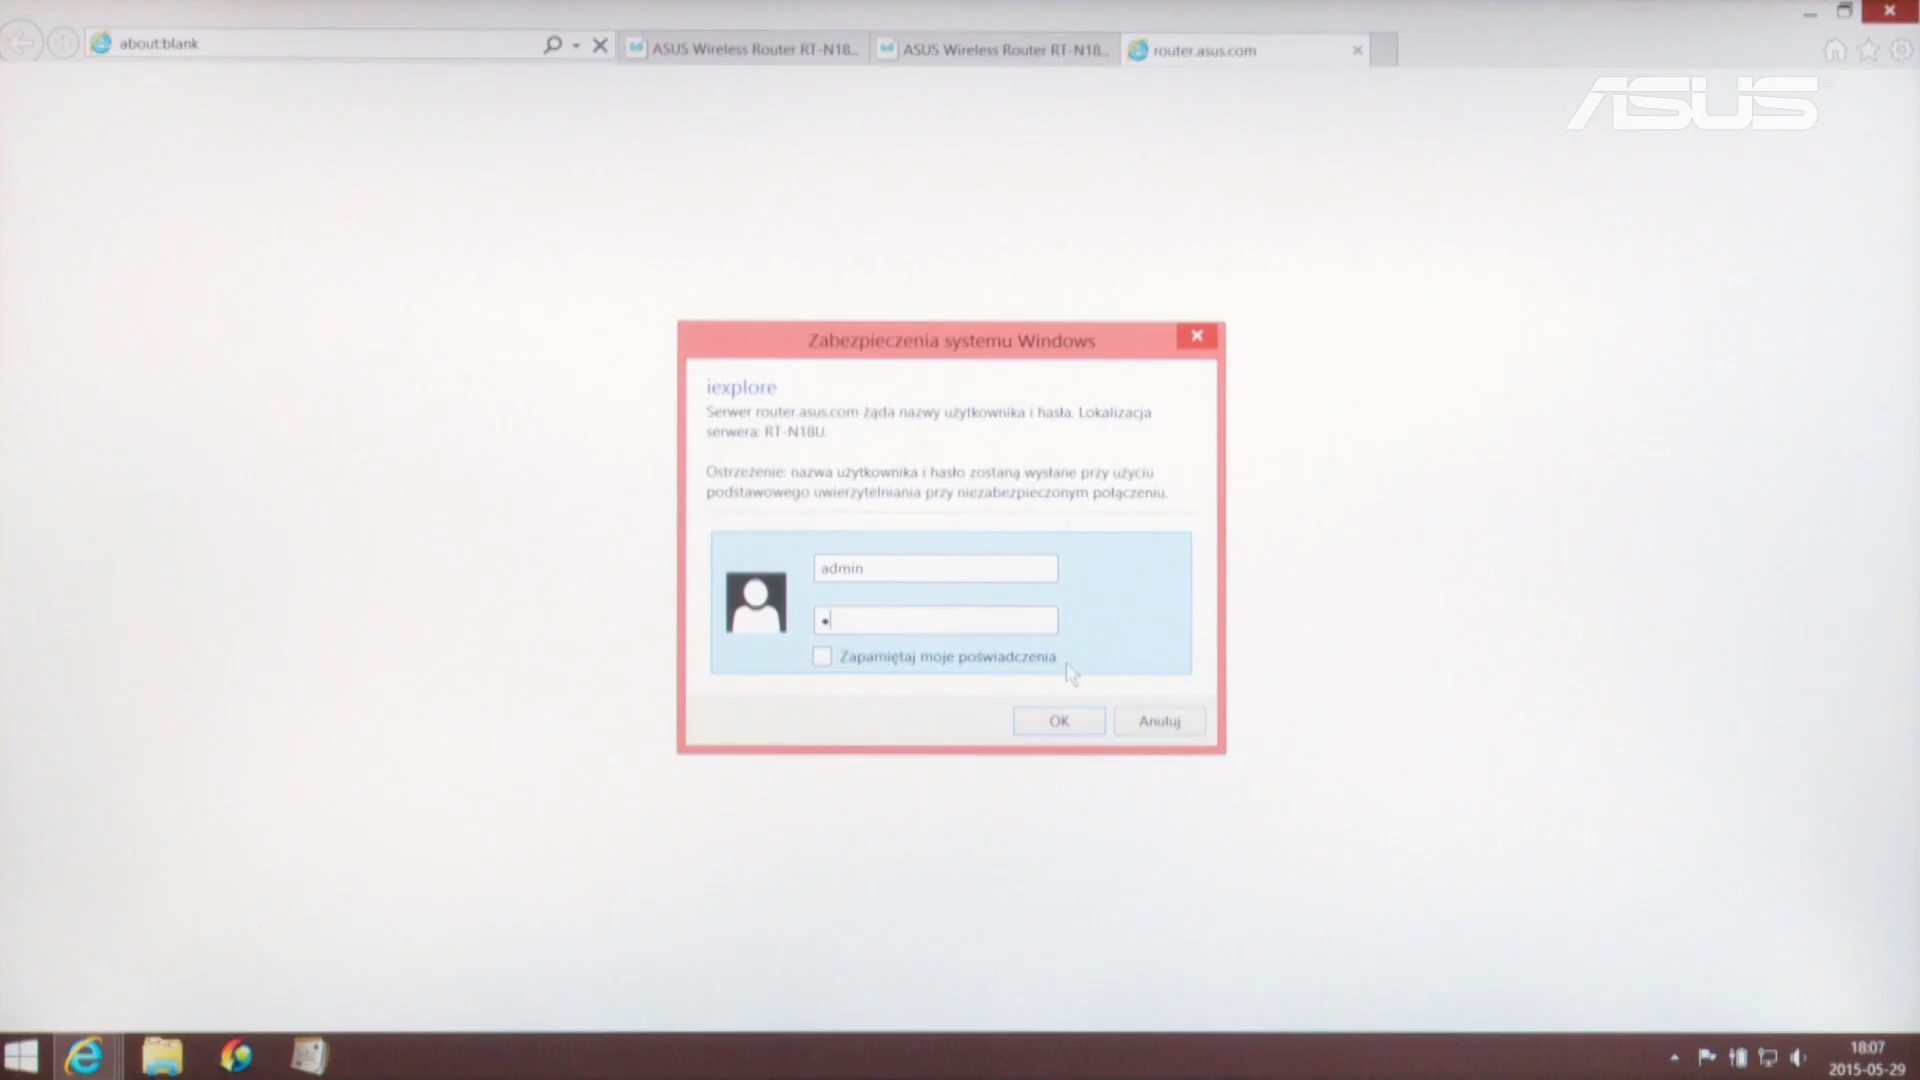 about:blank
ASUS Wireless Router RT-N18...
ASUS Wireless Router RT-N18...
router.asus.com
ASUS
Zabezpieczenia systemu Windows
iexplore
Serwer router.asus.com żąda nazwy użytkownika i hasła. Lokalizacja
serwera: RT-N18U.
Ostrzeżenie: nazwa użytkownika i hasło zostaną wysłane przy użyciu
podstawowego uwierzytelniania przy niezabezpieczonym połączeniu.
admin
Zapamiętaj moje poświadczenia
OK
Anuluj
18:07
2015-05-29